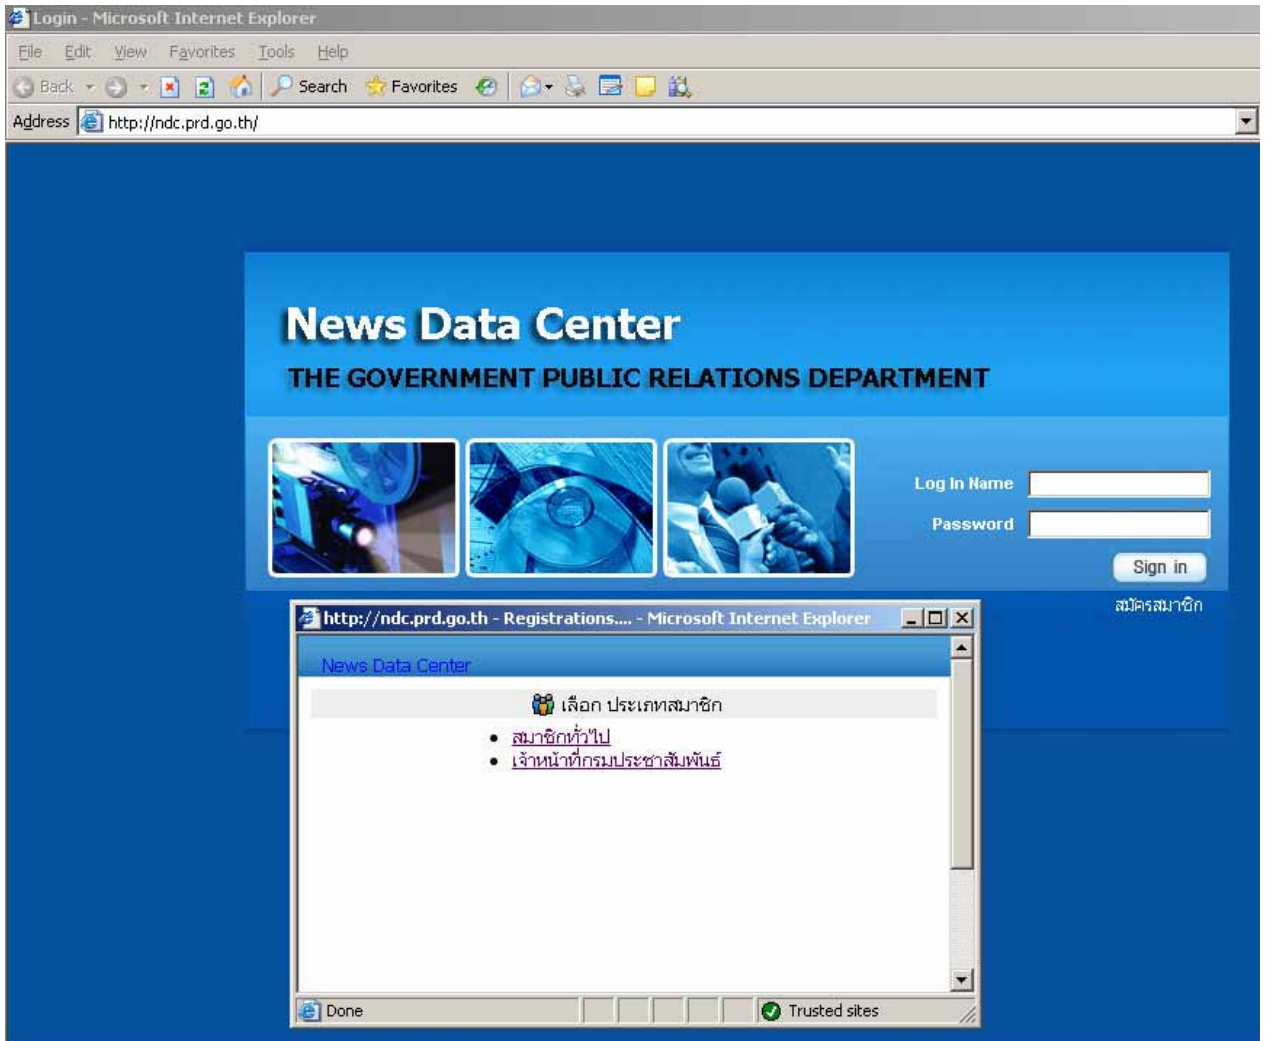 Login - Microsoft Internet Explorer
File Edit View Favorites Tools Help
Back Search Favorites
Address http://ndc.prd.go.th/
News Data Center
THE GOVERNMENT PUBLIC RELATIONS DEPARTMENT
Log In Name
Password
Sign in
สมัครสมาชิก
http://ndc.prd.go.th - Registrations.... - Microsoft Internet Explorer
News Data Center
เลือก ประเภทสมาชิก
• สมาชิกทั่วไป
• เจ้าหน้าที่กรมประชาสัมพันธ์
Done Trusted sites